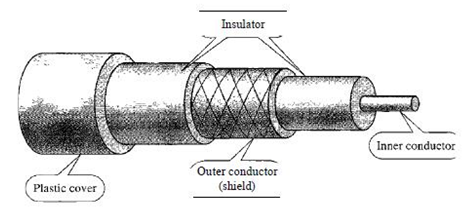 Insulator
Inner conductor
Outer conductor
(shield)
Plastic cover